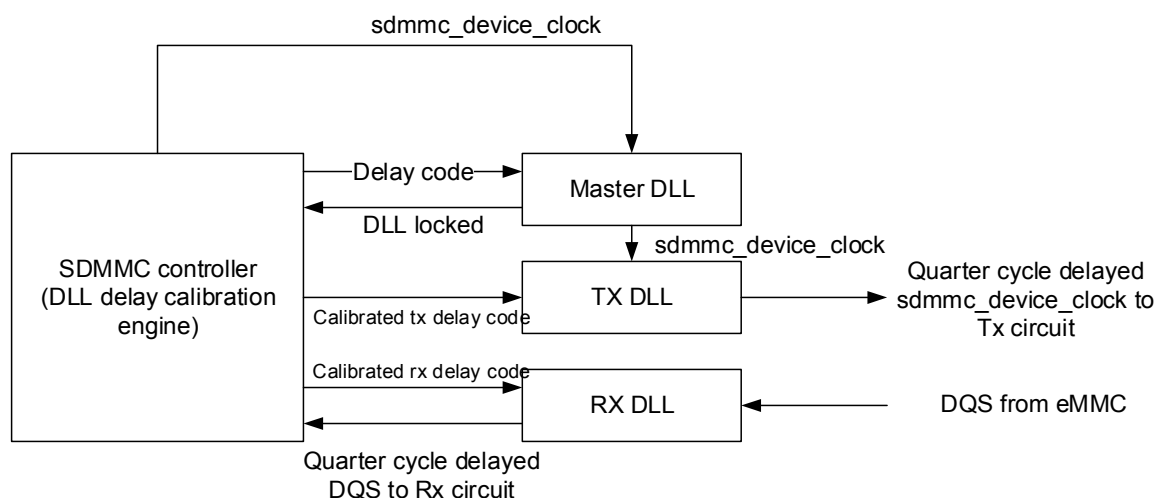 sdmmc_device_clock
Delay code
Master DLL
DLL locked
sdmmc_device_clock
SDMMC controller
(DLL delay calibration
engine)
TX DLL
Quarter cycle delayed
sdmmc_device_clock to
Tx circuit
Calibrated tx delay code
Calibrated rx delay code
RX DLL
DQS from eMMC
Quarter cycle delayed
DQS to Rx circuit